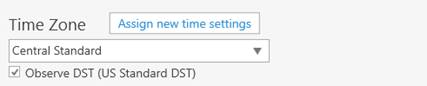 Time Zone Assign new time settings
Central Standard
Observe DST (US Standard DST)